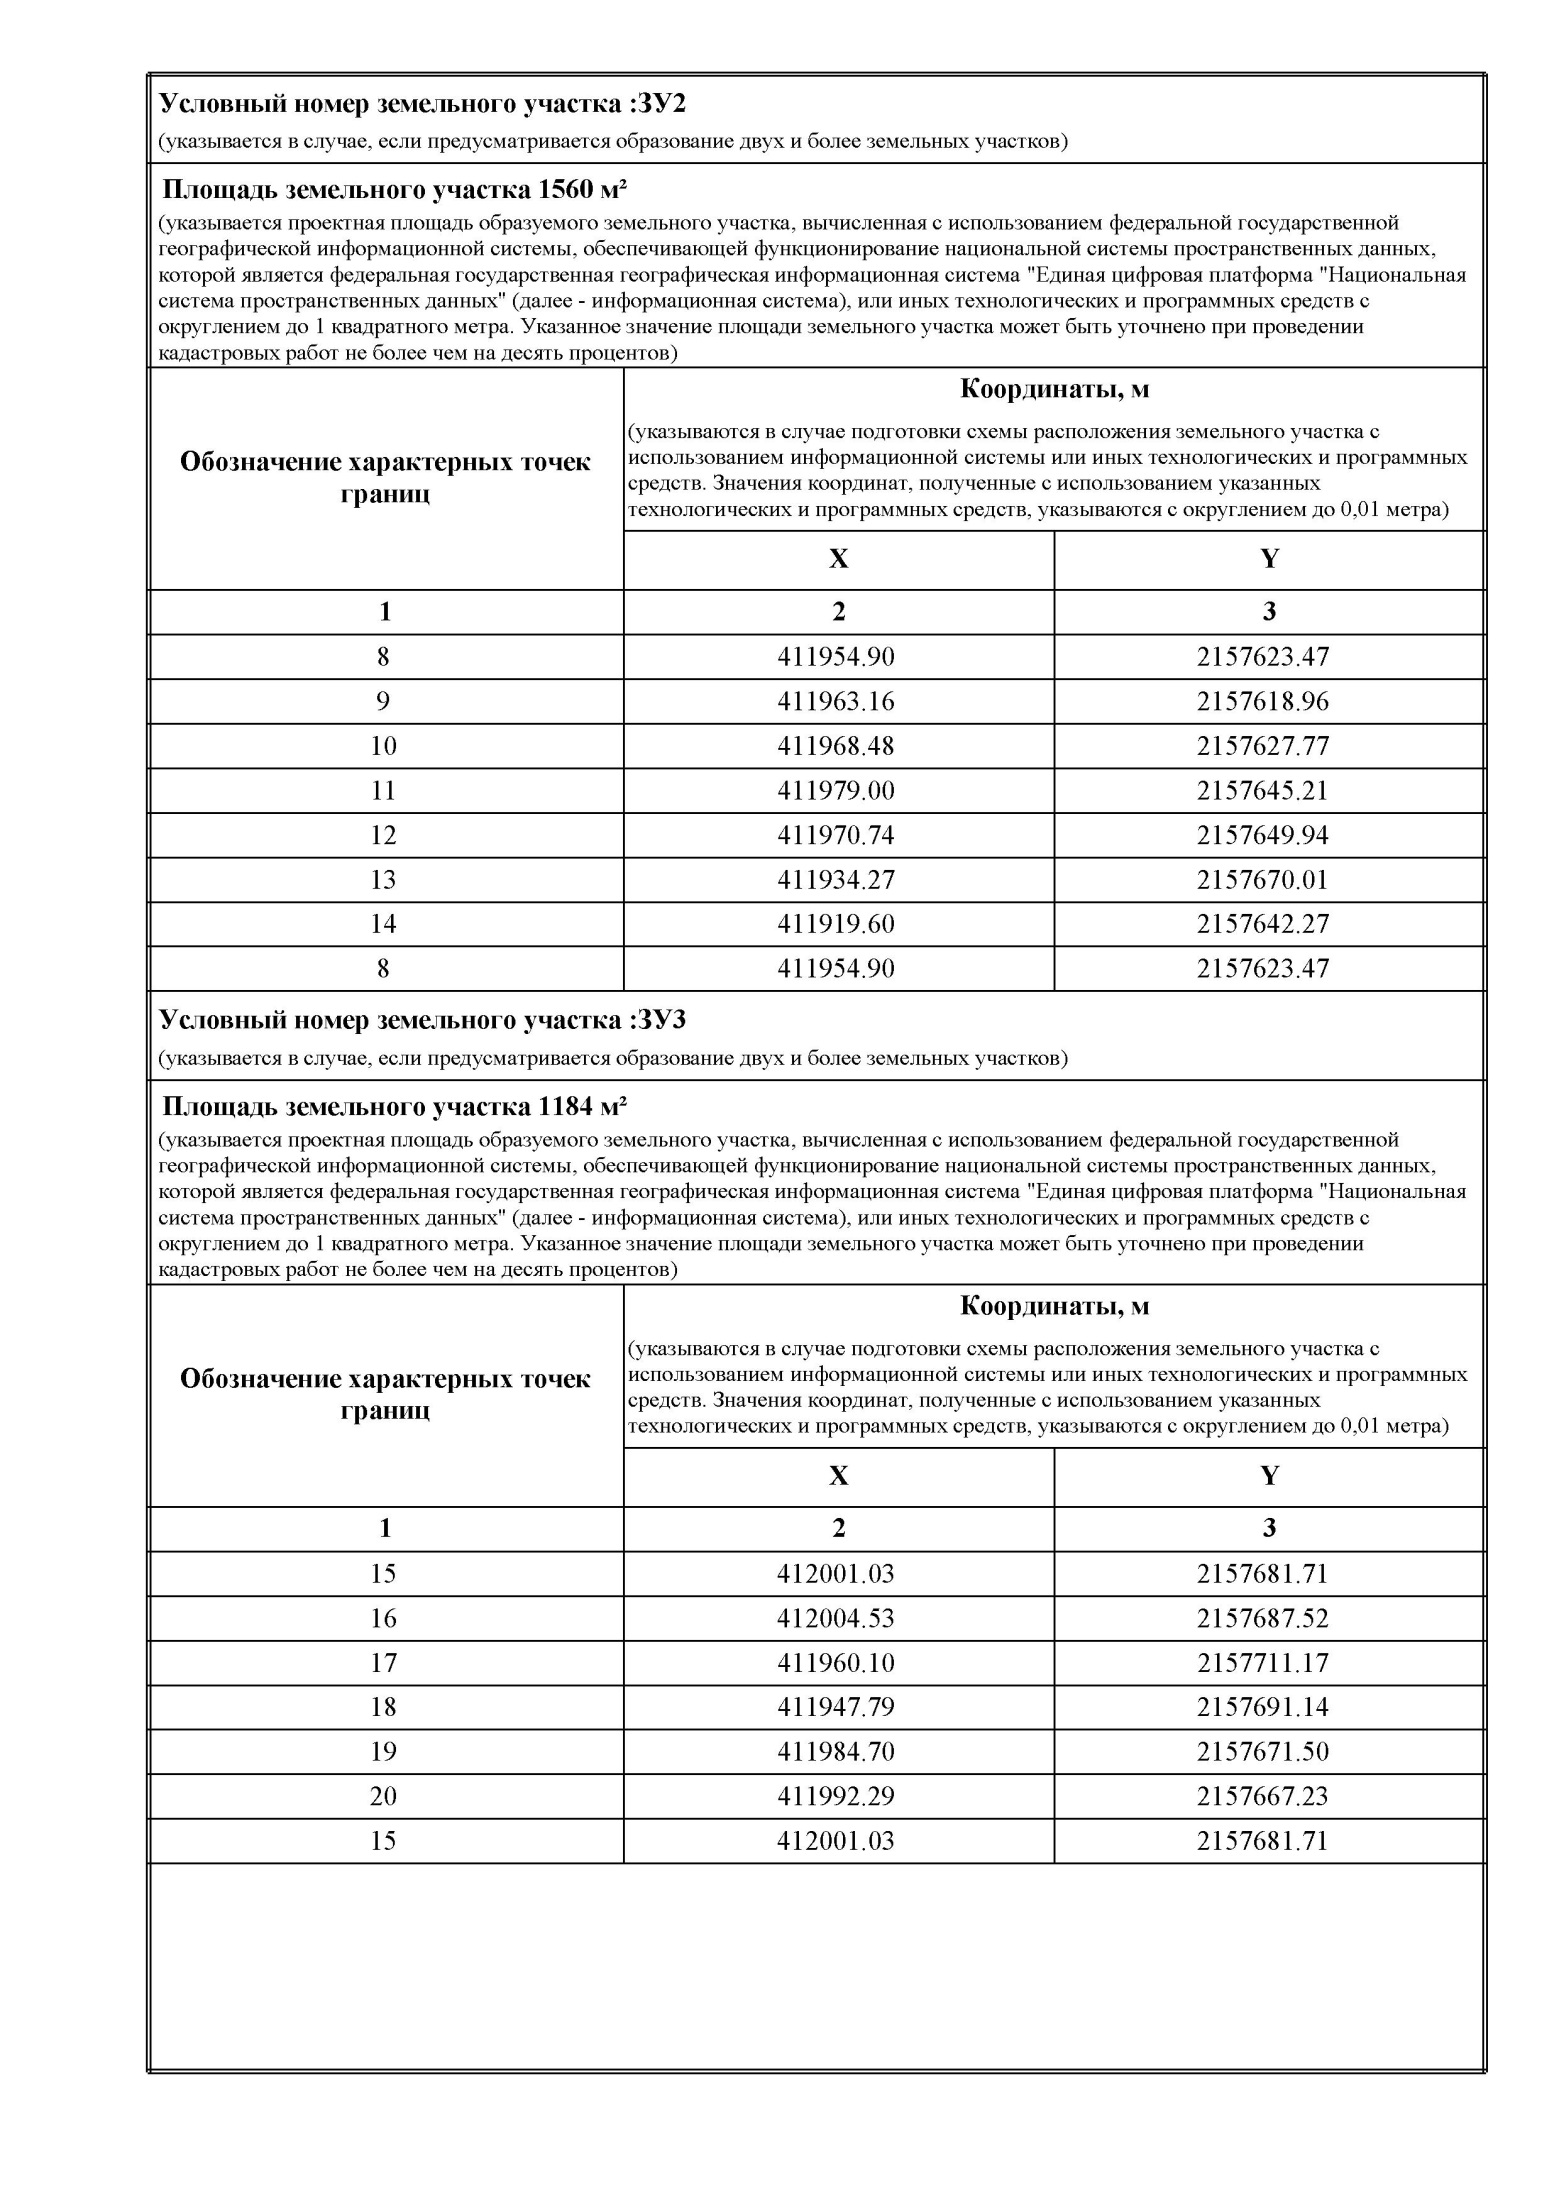 Условный номер земельного участка :ЗУ2
(указывается в случае, если предусматривается образование двух и более земельных участков)
Площадь земельного участка 1560 м²
(указывается проектная площадь образуемого земельного участка, вычисленная с использованием федеральной государственной
географической информационной системы, обеспечивающей функционирование национальной системы пространственных данных,
которой является федеральная государственная географическая информационная система "Единая цифровая платформа "Национальная
система пространственных данных" (далее - информационная система), или иных технологических и программных средств с
округлением до 1 квадратного метра. Указанное значение площади земельного участка может быть уточнено при проведении
кадастровых работ не более чем на десять процентов)
Обозначение характерных точек
границ
Координаты, м
(указываются в случае подготовки схемы расположения земельного участка с
использованием информационной системы или иных технологических и программных
средств. Значения координат, полученные с использованием указанных
технологических и программных средств, указываются с округлением до 0,01 метра)
X Y
1 2 3
8 411954.90 2157623.47
9 411963.16 2157618.96
10 411968.48 2157627.77
11 411979.00 2157645.21
12 411970.74 2157649.94
13 411934.27 2157670.01
14 411919.60 2157642.27
8 411954.90 2157623.47
Условный номер земельного участка :ЗУ3
(указывается в случае, если предусматривается образование двух и более земельных участков)
Площадь земельного участка 1184 м²
(указывается проектная площадь образуемого земельного участка, вычисленная с использованием федеральной государственной
географической информационной системы, обеспечивающей функционирование национальной системы пространственных данных,
которой является федеральная государственная географическая информационная система "Единая цифровая платформа "Национальная
система пространственных данных" (далее - информационная система), или иных технологических и программных средств с
округлением до 1 квадратного метра. Указанное значение площади земельного участка может быть уточнено при проведении
кадастровых работ не более чем на десять процентов)
Обозначение характерных точек
границ
Координаты, м
(указываются в случае подготовки схемы расположения земельного участка с
использованием информационной системы или иных технологических и программных
средств. Значения координат, полученные с использованием указанных
технологических и программных средств, указываются с округлением до 0,01 метра)
X Y
1 2 3
15 412001.03 2157681.71
16 412004.53 2157687.52
17 411960.10 2157711.17
18 411947.79 2157691.14
19 411984.70 2157671.50
20 411992.29 2157667.23
15 412001.03 2157681.71